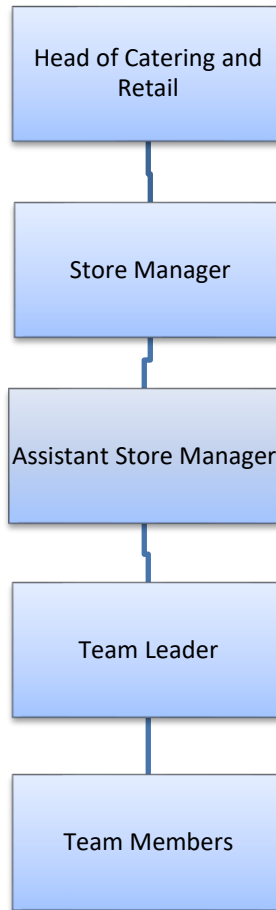 Head of Catering and
Retail
Store Manager
Assistant Store Manager
Team Leader
Team Members